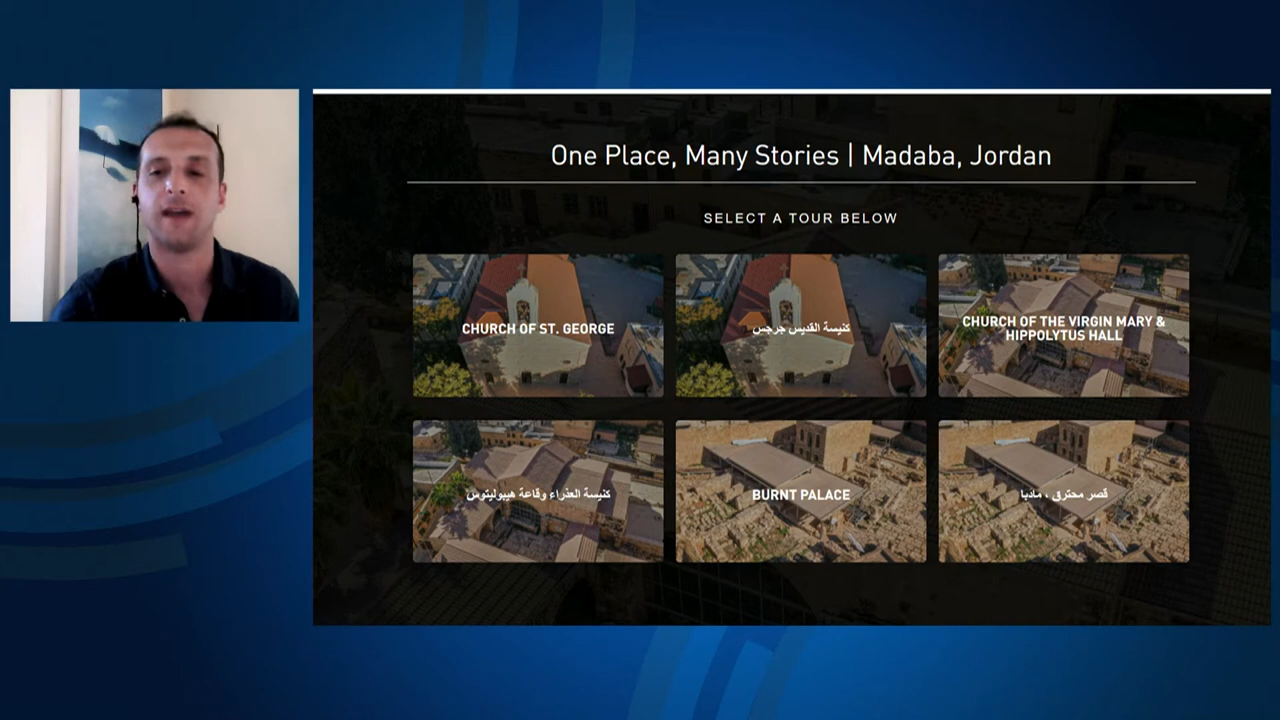 One Place, Many Stories | Madaba, Jordan
SELECT A TOUR BELOW
CHURCH OF ST. GEORGE
كنيسة القديس جرجس
CHURCH OF THE VIRGIN MARY &
HIPPOLYTUS HALL
كنيسة العذراء وقاعة هيبوليتوس
BURNT PALACE
قصر محترق ، مادبا